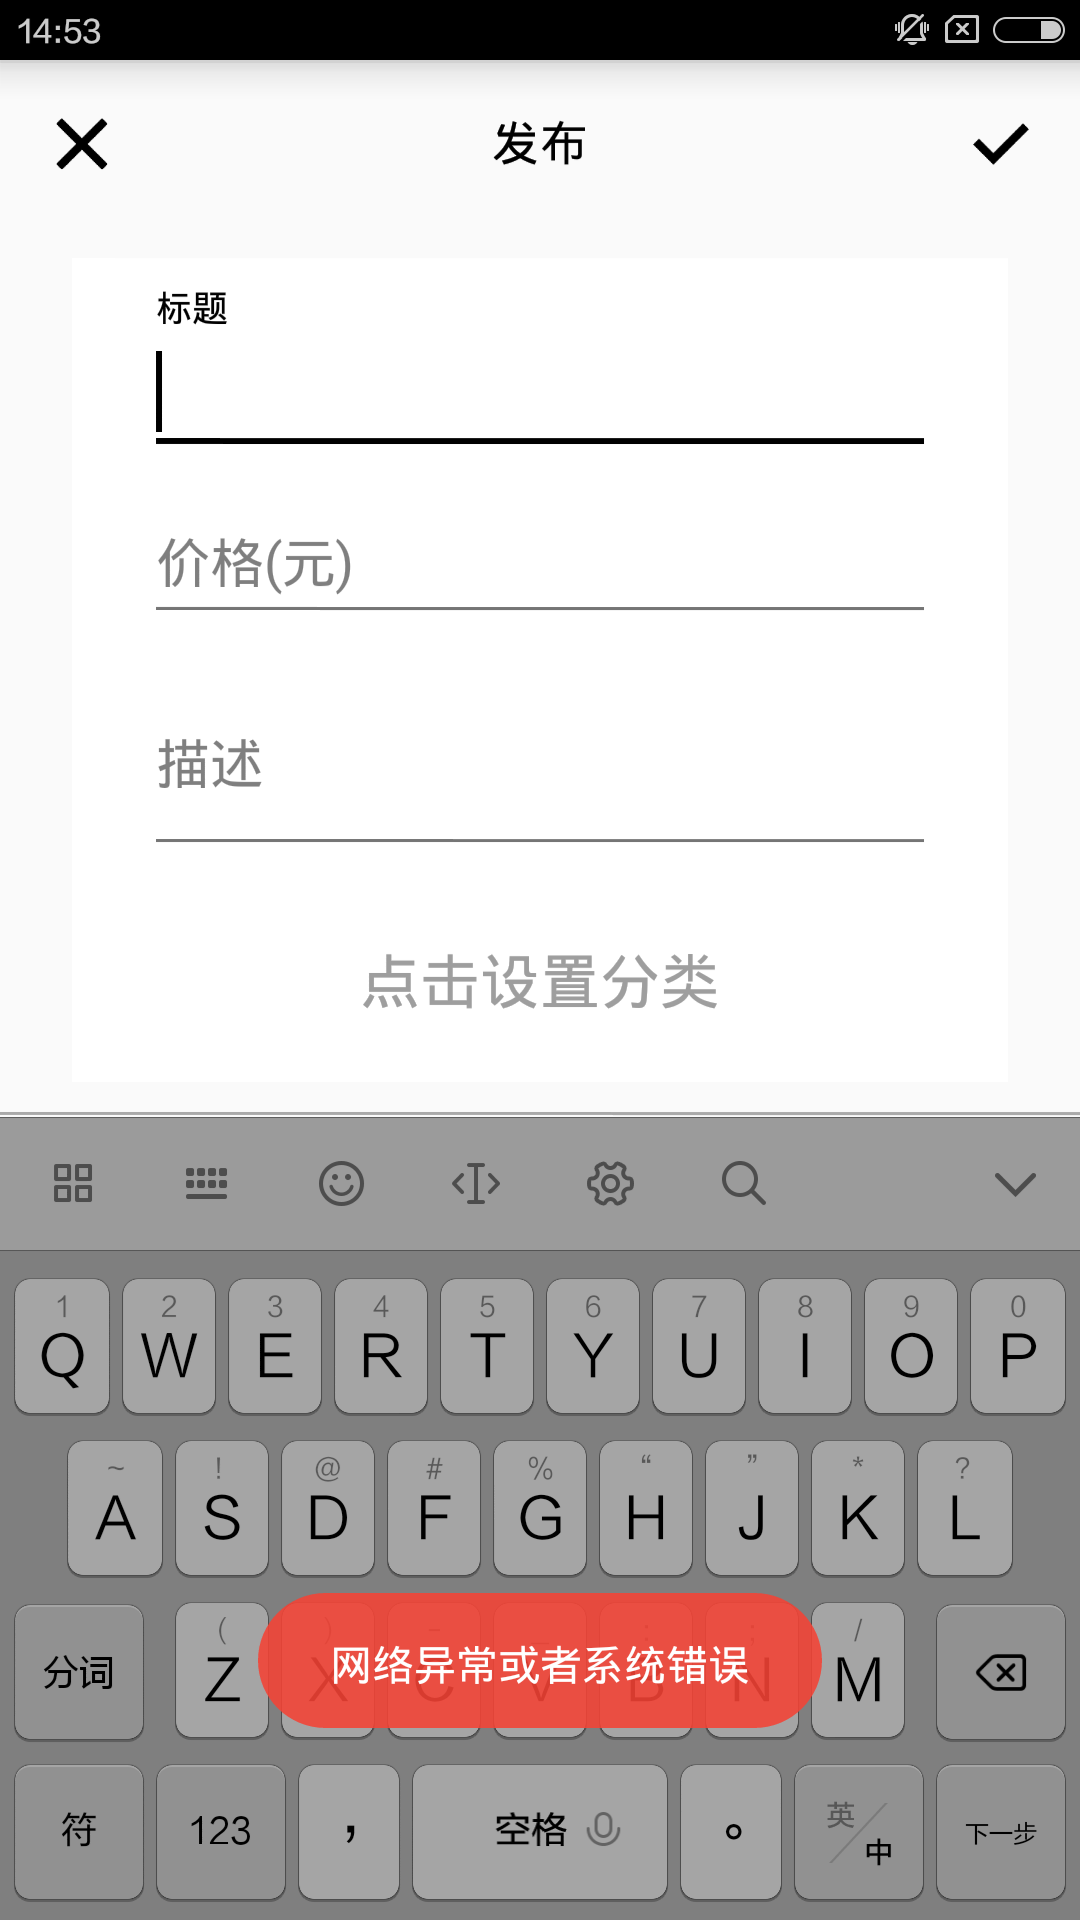 14:53
发布
标题
价格(元)
描述
点击设置分类
1 2 3 4 5 6 7 8 9 0
Q W E R T Y U I O P
~ ! @ # % “ ” * ?
A S D F G H J K L
( ) - /
分词 Z X C V B N M
网络异常或者系统错误
符 123 , 空格 。 英/中 下一步